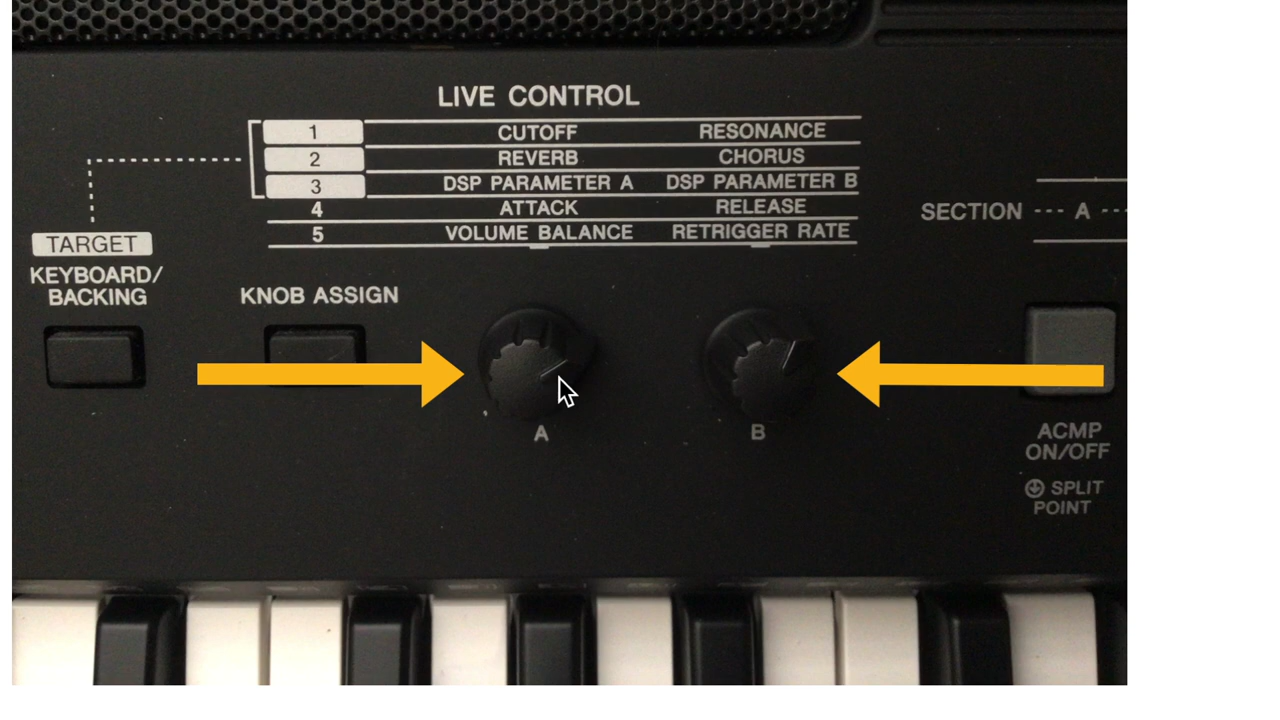 LIVE CONTROL
1 CUTOFF RESONANCE
2 REVERB CHORUS
3 DSP PARAMETER A DSP PARAMETER B
4 ATTACK RELEASE
5 VOLUME BALANCE RETRIGGER RATE
SECTION --- A ---
TARGET
KEYBOARD/
BACKING
KNOB ASSIGN
A
B
ACMP
ON/OFF
SPLIT
POINT